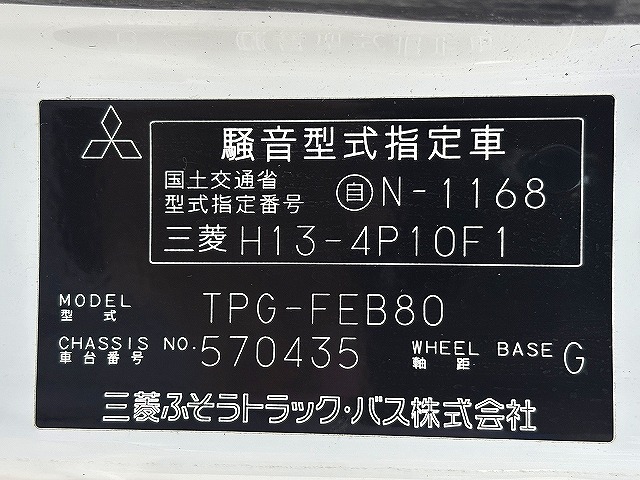 騒音型式指定車
国土交通省
型式指定番号 自 N-1168
三菱 H13-4P10F1
MODEL
型式 TPG-FEB80
CHASSIS NO. 570435 WHEEL BASE G
車台番号 軸距
三菱ふそうトラック・バス株式会社